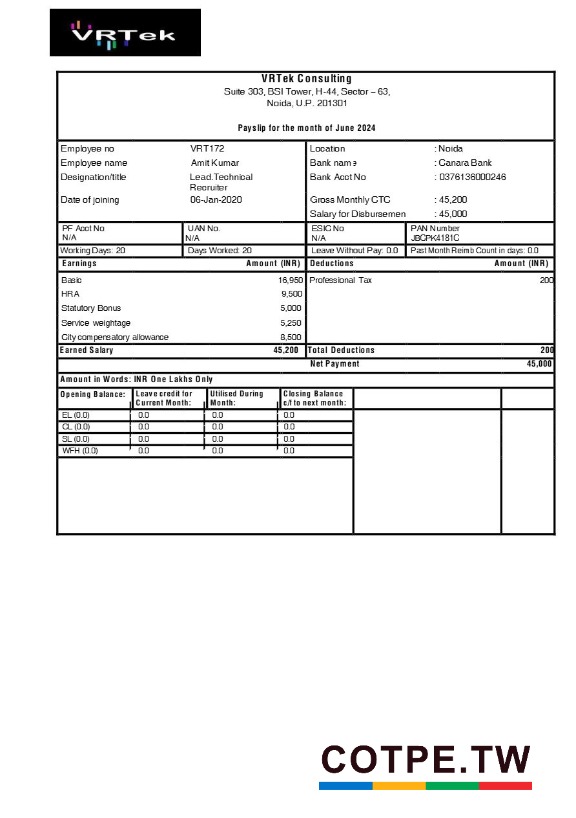 VRTek
VRTek Consulting
Suite 303, BSI Tower, H-44, Sector – 63,
Noida, U.P. 201301
Payslip for the month of June 2024
Employee no VRT172 Location : Noida
Employee name Amit Kumar Bank name : Canara Bank
Designation/title Lead.Technical Recruiter Bank Acct No : 0376136000246
Date of joining 06-Jan-2020 Gross Monthly CTC : 45,200
Salary for Disbursemen : 45,000
PF Acct No UAN No. ESIC No PAN Number
N/A N/A N/A JBCPK4181C
Working Days: 20 Days Worked: 20 Leave Without Pay: 0.0 Past Month Reimb Count in days: 0.0
Earnings Amount (INR) Deductions Amount (INR)
Basic 16,950 Professional Tax 200
HRA 9,500
Statutory Bonus 5,000
Service weightage 5,250
City compensatory allowance 8,500
Earned Salary 45,200 Total Deductions 200
Net Payment 45,000
Amount in Words: INR One Lakhs Only
Opening Balance: Leave credit for Current Month: Utilised During Month: Closing Balance c/f to next month:
EL (0.0) 0.0 0.0 0.0
CL (0.0) 0.0 0.0 0.0
SL (0.0) 0.0 0.0 0.0
WFH (0.0) 0.0 0.0 0.0
COTPE.TW